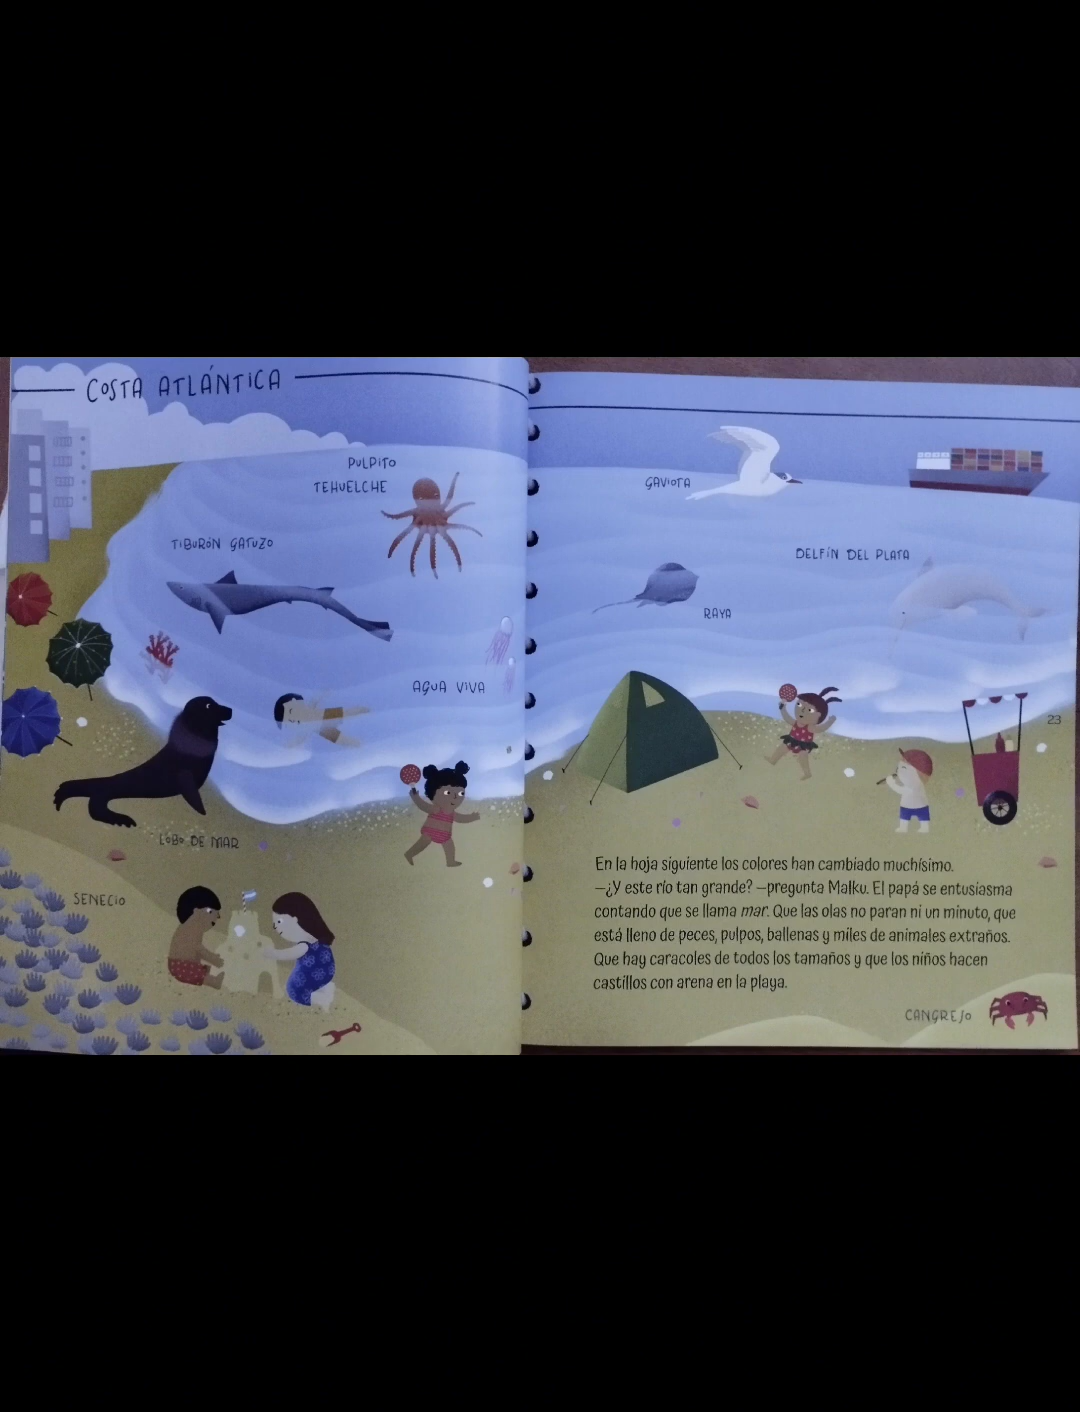 COSTA ATLÁNTICA
PULPITO
TEHUELCHE
TIBURÓN GATUZO
AGUA VIVA
LOBO DE MAR
SENECIO
GAVIOTA
DELFÍN DEL PLATA
RAYA
23
En la hoja siguiente los colores han cambiado muchísimo.
—¿Y este río tan grande? —pregunta Malku. El papá se entusiasma
contando que se llama mar. Que las olas no paran ni un minuto, que
está lleno de peces, pulpos, ballenas y miles de animales extraños.
Que hay caracoles de todos los tamaños y que los niños hacen
castillos con arena en la playa.
CANGREJO